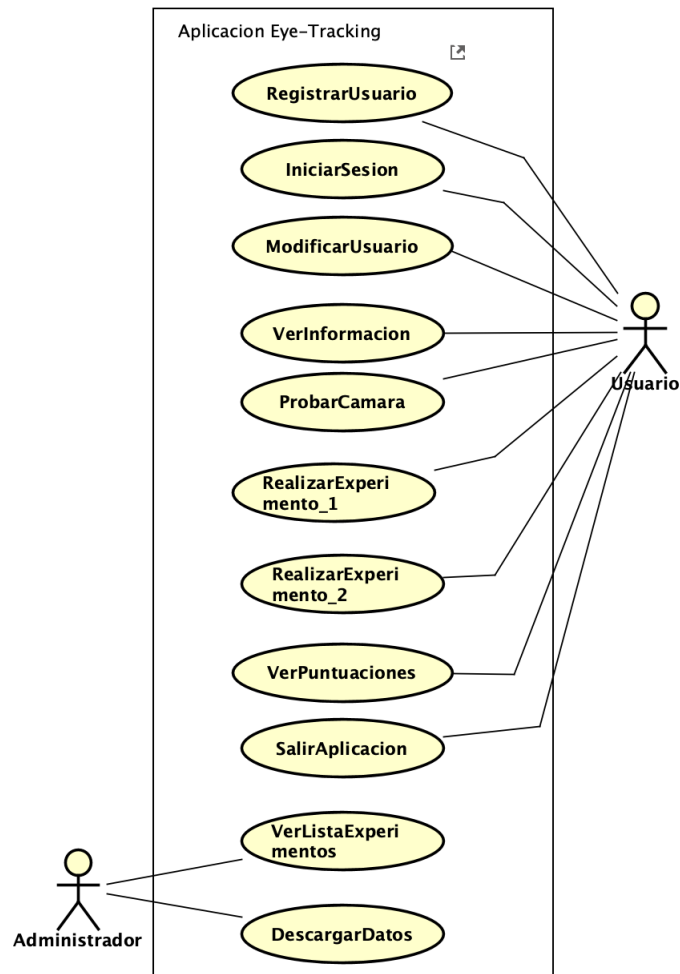 Aplicacion Eye-Tracking
RegistrarUsuario
IniciarSesion
ModificarUsuario
VerInformacion
ProbarCamara
Usuario
RealizarExperi
mento_1
RealizarExperi
mento_2
VerPuntuaciones
SalirAplicacion
VerListaExperi
mentos
Administrador
DescargarDatos